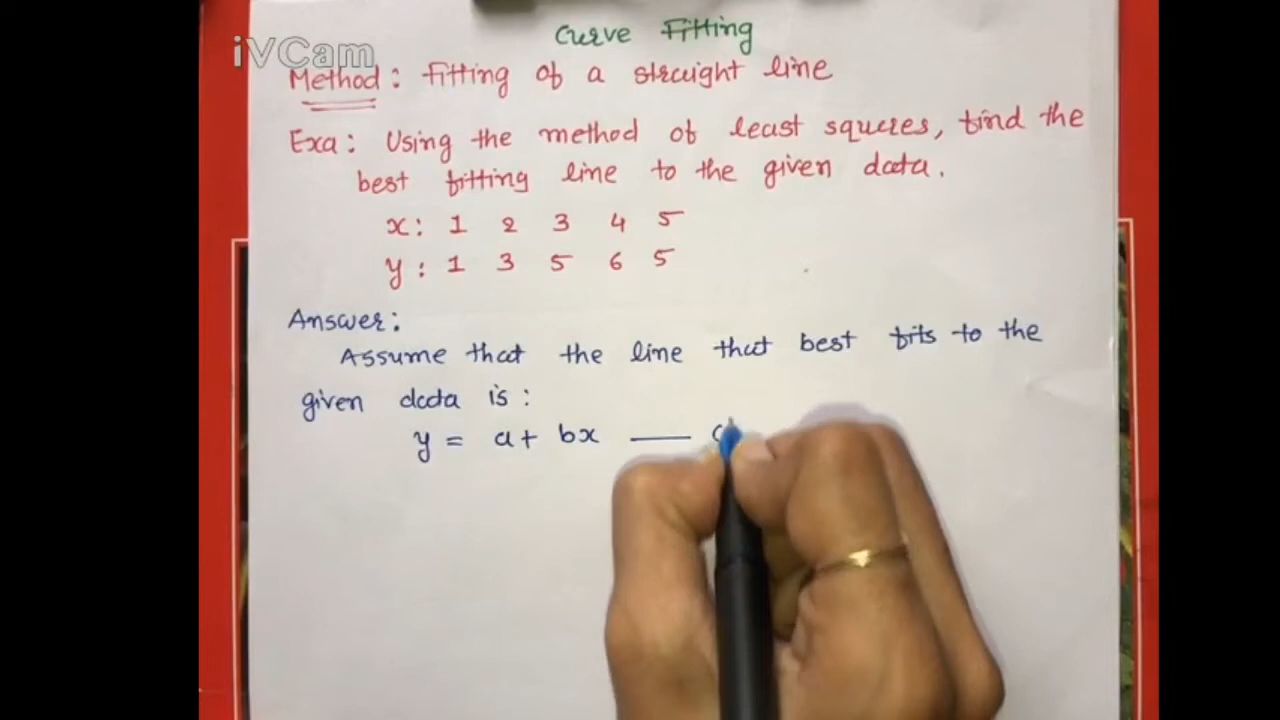 Curve Fitting
iVCam
Method: Fitting of a straight line
Exa: Using the method of least squares, find the
best fitting line to the given data.
x: 1 2 3 4 5
y: 1 3 5 6 5
Answer:
Assume that the line that best fits to the
given data is:
y = a + bx —